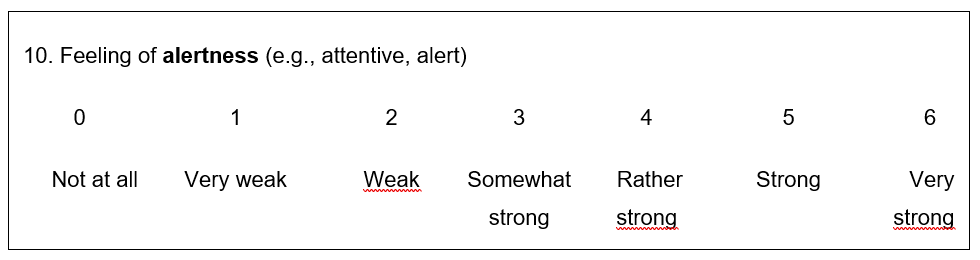 10. Feeling of alertness (e.g., attentive, alert)
0 1 2 3 4 5 6
Not at all Very weak Weak Somewhat Rather Strong Very
strong strong strong